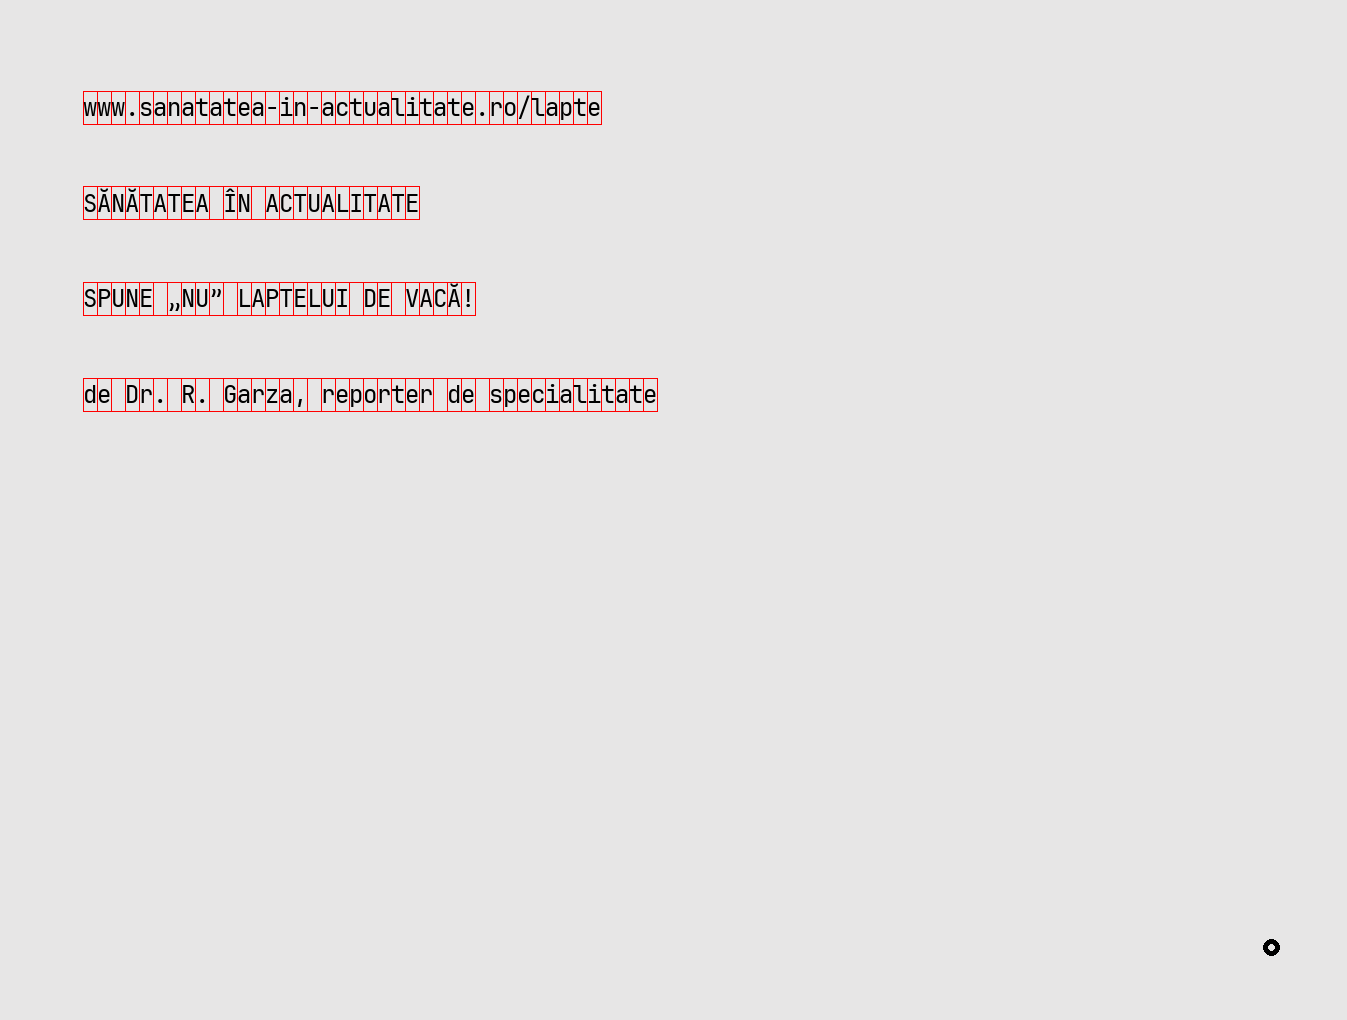 www.sanatatea-in-actualitate.ro/lapte
SĂNĂTATEA ÎN ACTUALITATE
SPUNE „NU” LAPTELUI DE VACĂ!
de Dr. R. Garza, reporter de specialitate